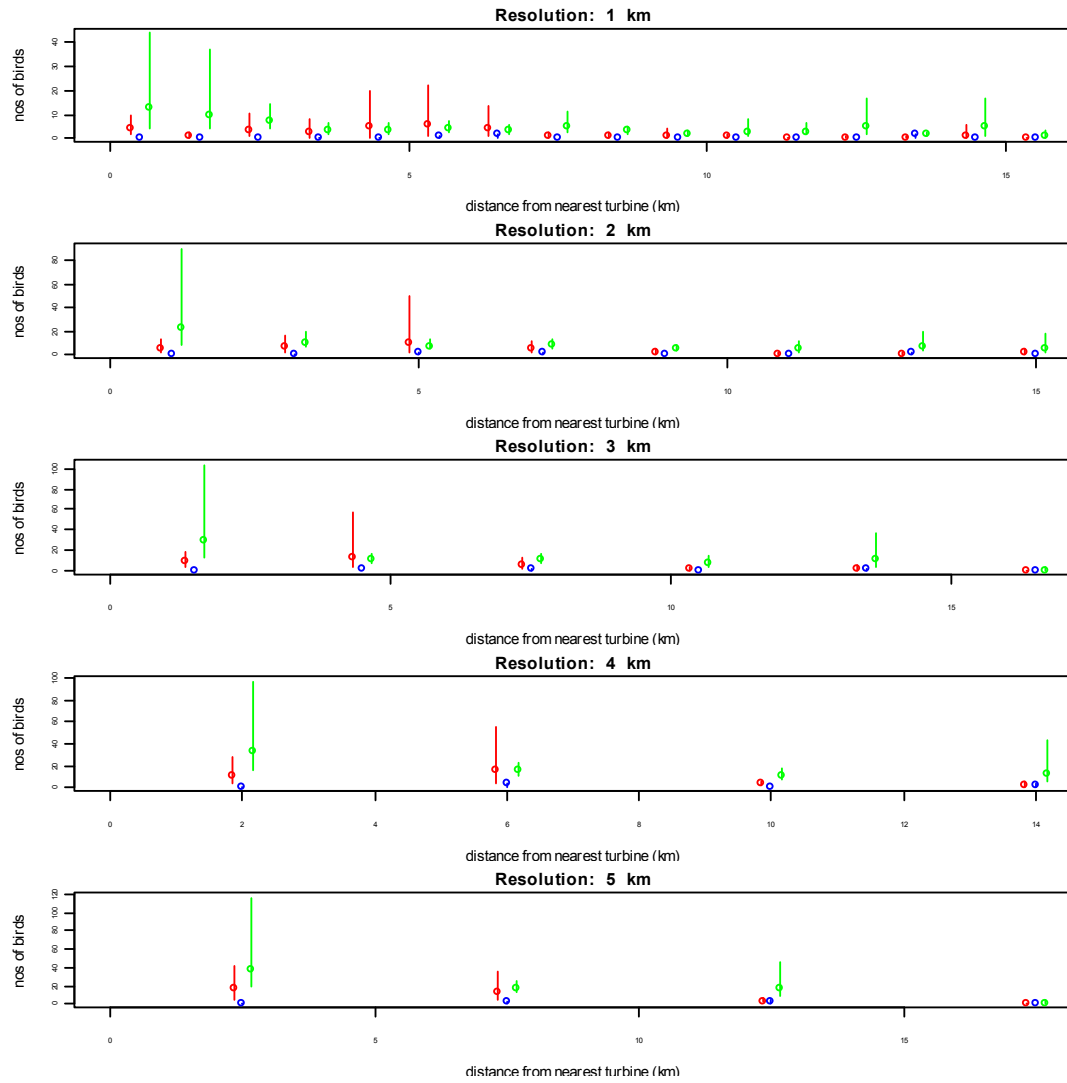 Resolution: 1 km
nos of birds
40
30
20
10
0
0 5 10 15
distance from nearest turbine (km)
Resolution: 2 km
nos of birds
80
60
40
20
0
0 5 10 15
distance from nearest turbine (km)
Resolution: 3 km
nos of birds
100
80
60
40
20
0
0 5 10 15
distance from nearest turbine (km)
Resolution: 4 km
nos of birds
100
80
60
40
20
0
0 2 4 6 8 10 12 14
distance from nearest turbine (km)
Resolution: 5 km
nos of birds
120
100
80
60
40
20
0
0 5 10 15
distance from nearest turbine (km)